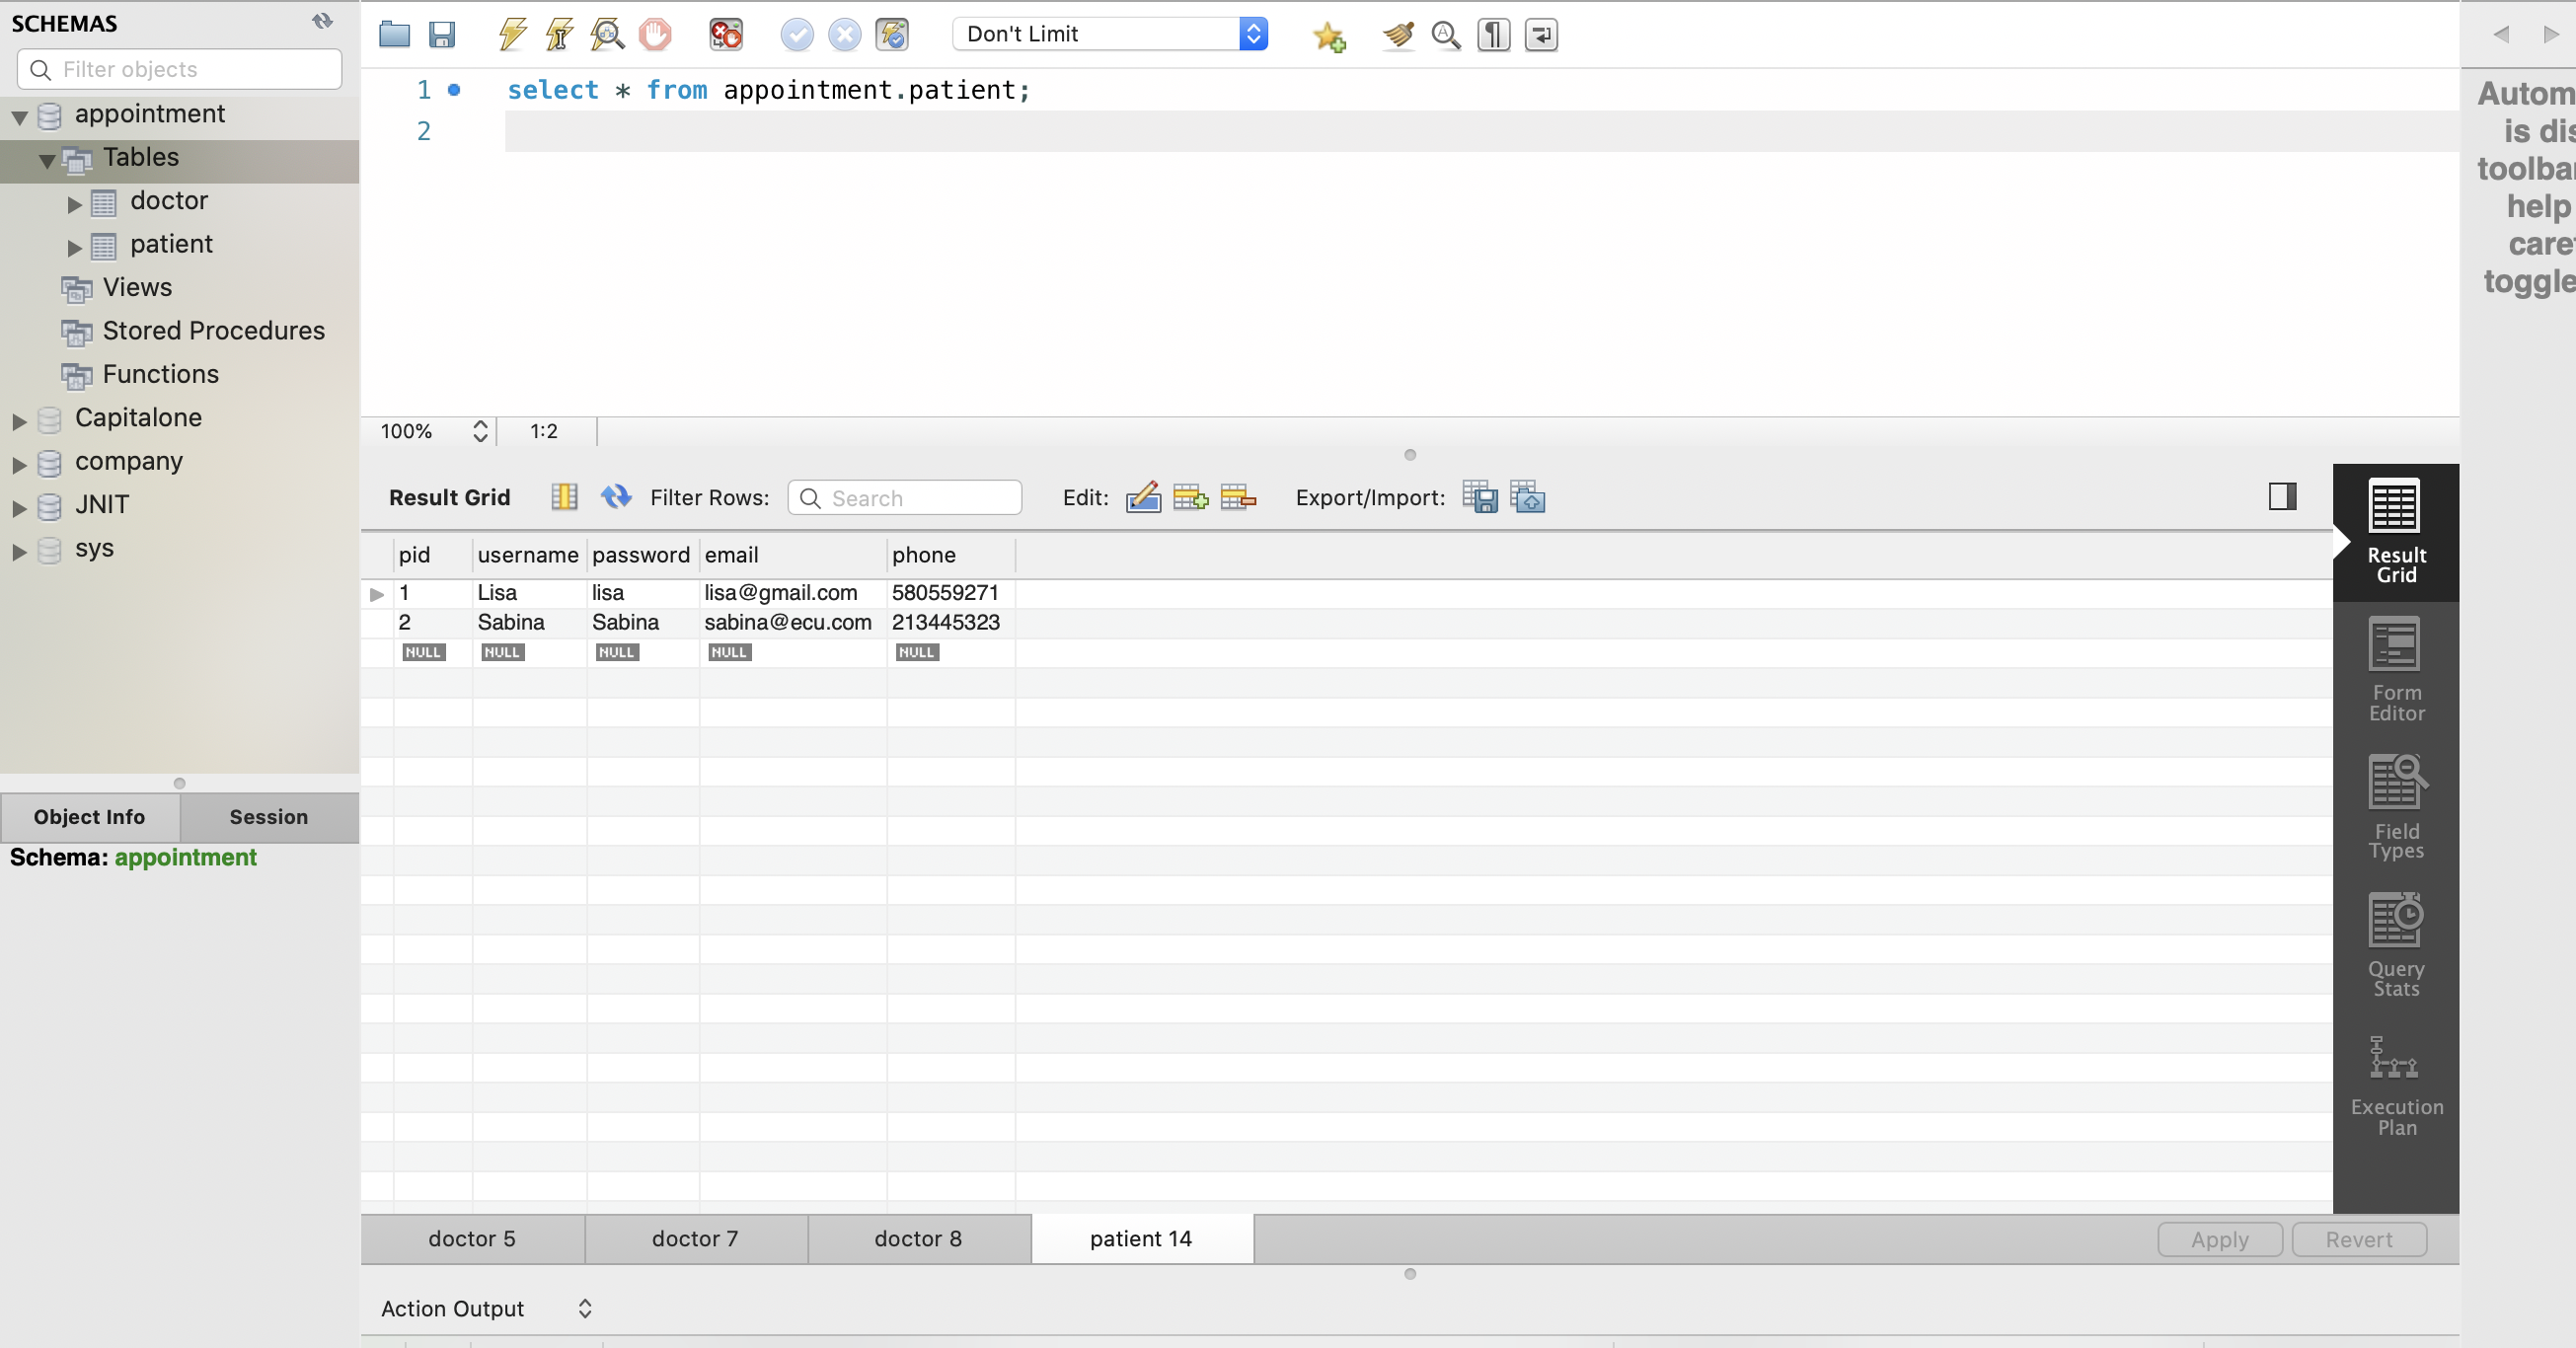 SCHEMAS
Filter objects
appointment
Tables
doctor
patient
Views
Stored Procedures
Functions
Capitalone
company
JNIT
sys
Object Info Session
Schema: appointment
Don't Limit
1 select * from appointment.patient;
2
100% 1:2
Result Grid Filter Rows: Search Edit: Export/Import:
pid username password email phone
1 Lisa lisa lisa@gmail.com 580559271
2 Sabina Sabina sabina@ecu.com 213445323
NULL NULL NULL NULL NULL
Result
Grid
Form
Editor
Field
Types
Query
Stats
Execution
Plan
doctor 5 doctor 7 doctor 8 patient 14 Apply Revert
Action Output
Autom
is dis
toolba
help
care
toggle